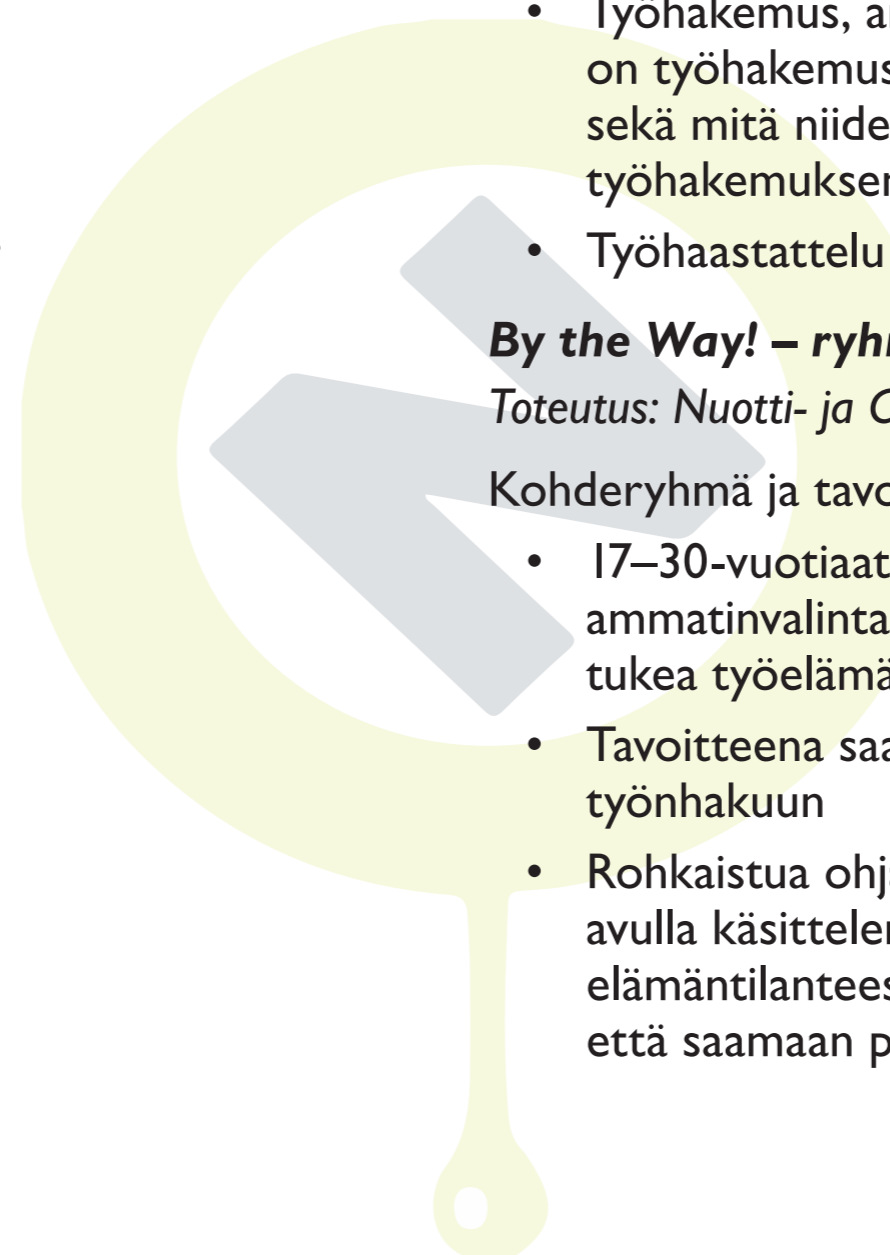 • Työhakemus,
on työhakemus
sekä mitä niide
työhakemukse
• Työhaastattelu
By the Way! – ryh
Toteutus: Nuotti- ja
Kohderyhmä ja tavo
• 17–30-vuotiaat
ammatinvalinta
tukea työelämä
• Tavoitteena saa
työnhakuun
• Rohkaistua ohj
avulla käsittele
elämäntilantees
että saamaan p